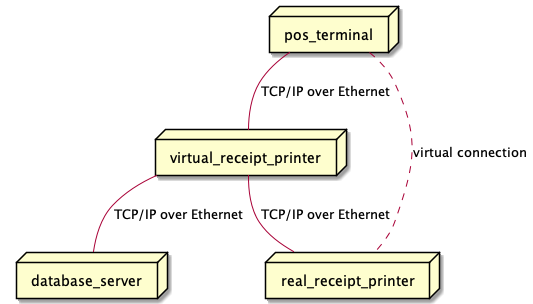 pos_terminal
TCP/IP over Ethernet
virtual_receipt_printer
virtual connection
TCP/IP over Ethernet
TCP/IP over Ethernet
database_server
real_receipt_printer